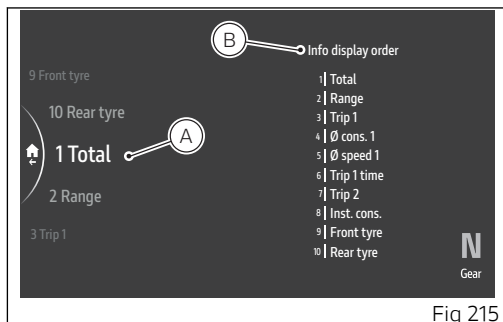 B
Info display order
9 Front tyre
10 Rear tyre
A
1 Total
2 Range
3 Trip 1
1 Total
2 Range
3 Trip 1
4 Ø cons. 1
5 Ø speed 1
6 Trip 1 time
7 Trip 2
8 Inst. cons.
9 Front tyre
10 Rear tyre
N
Gear
Fig 215